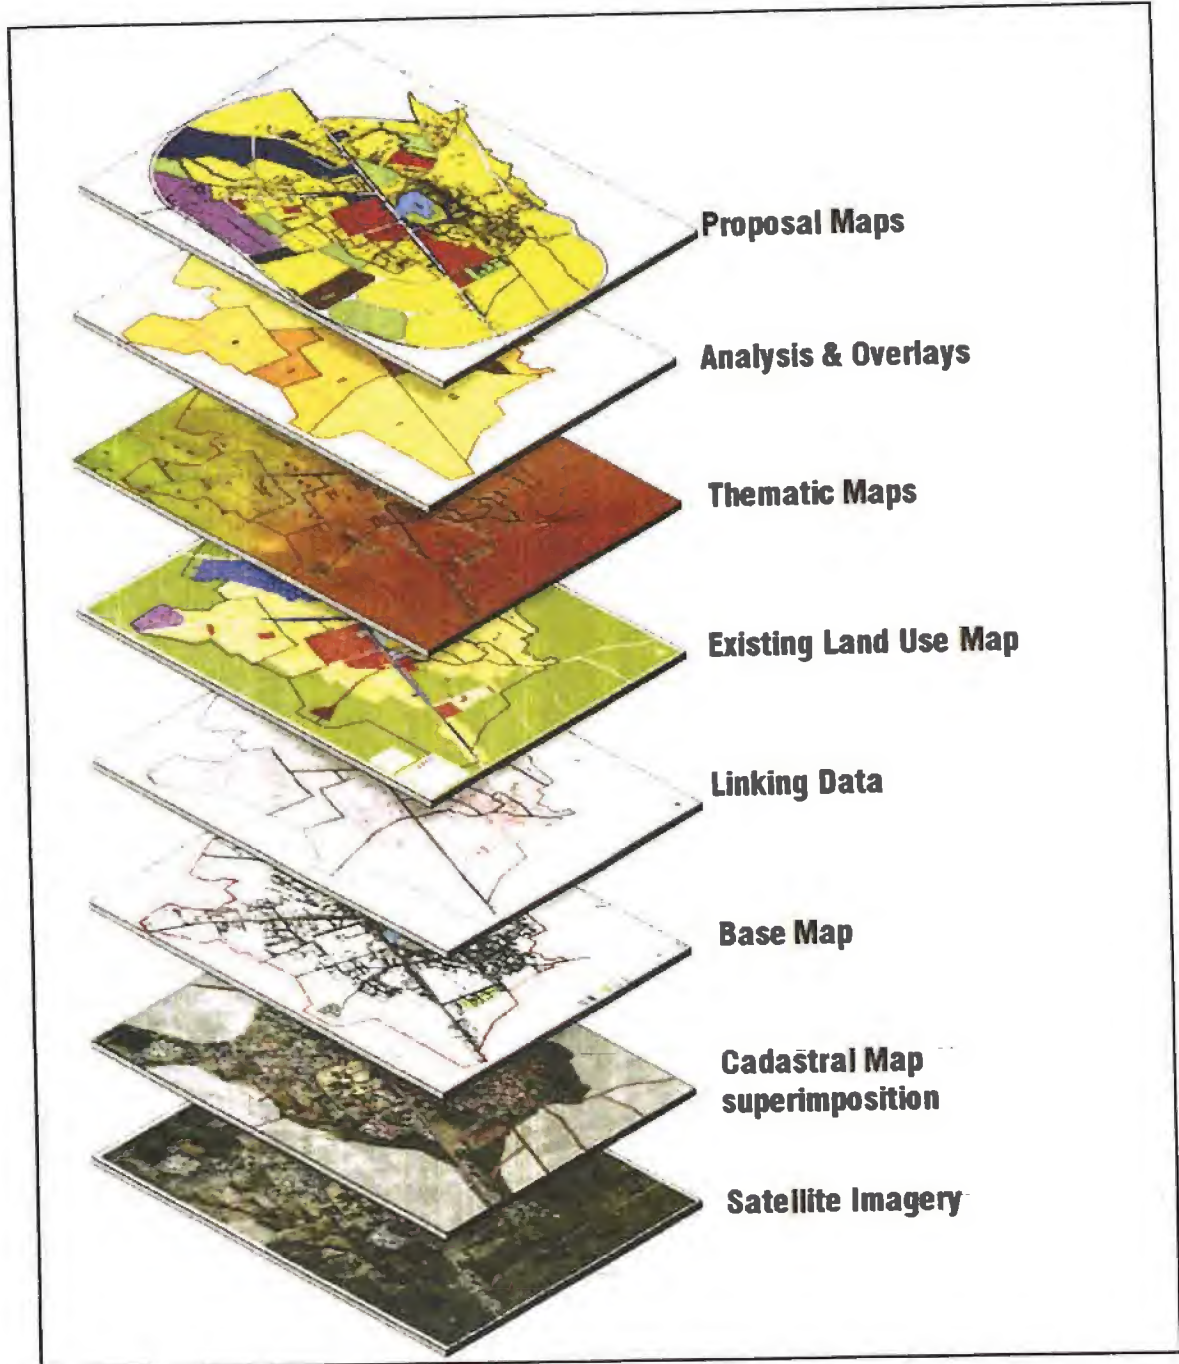 Proposal Maps
Analysis & Overlays
Thematic Maps
Existing Land Use Map
Linking Data
Base Map
Cadastral Map
superimposition
Satellite Imagery